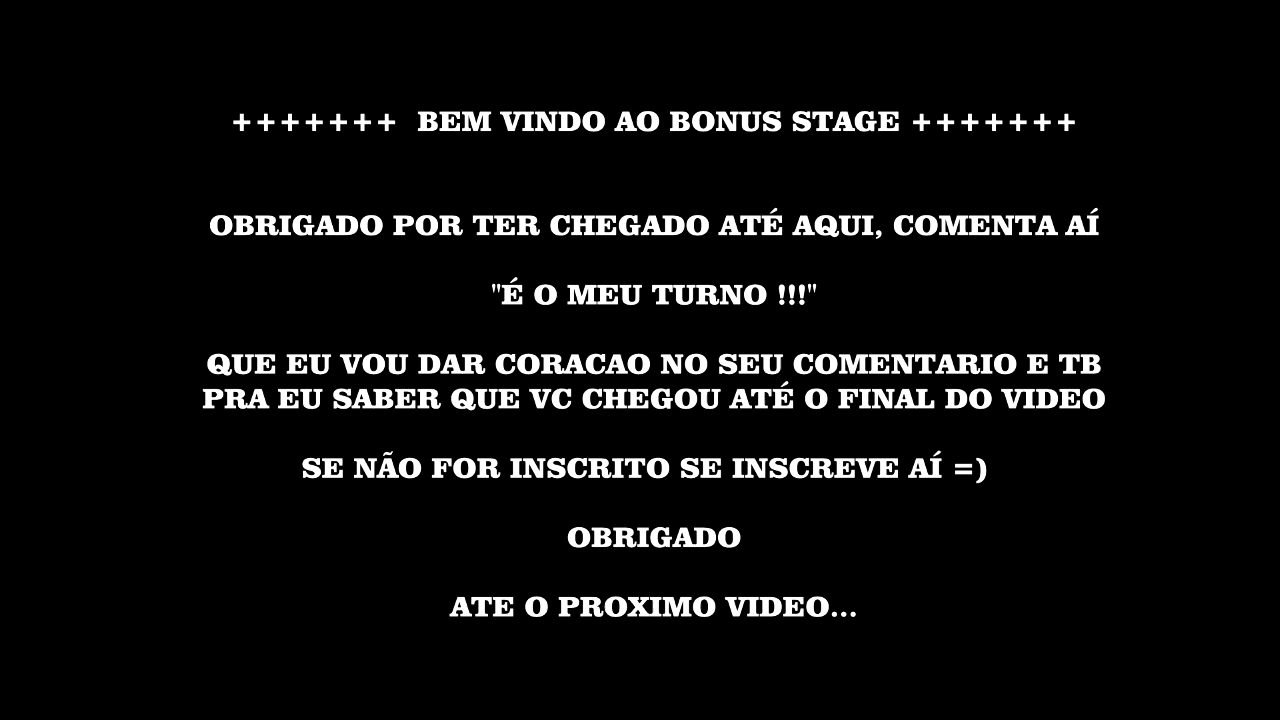 +++++++ BEM VINDO AO BONUS STAGE +++++++
OBRIGADO POR TER CHEGADO ATÉ AQUI, COMENTA AÍ
"É O MEU TURNO !!!"
QUE EU VOU DAR CORACAO NO SEU COMENTARIO E TB
PRA EU SABER QUE VC CHEGOU ATÉ O FINAL DO VIDEO
SE NÃO FOR INSCRITO SE INSCREVE AÍ =)
OBRIGADO
ATE O PROXIMO VIDEO...